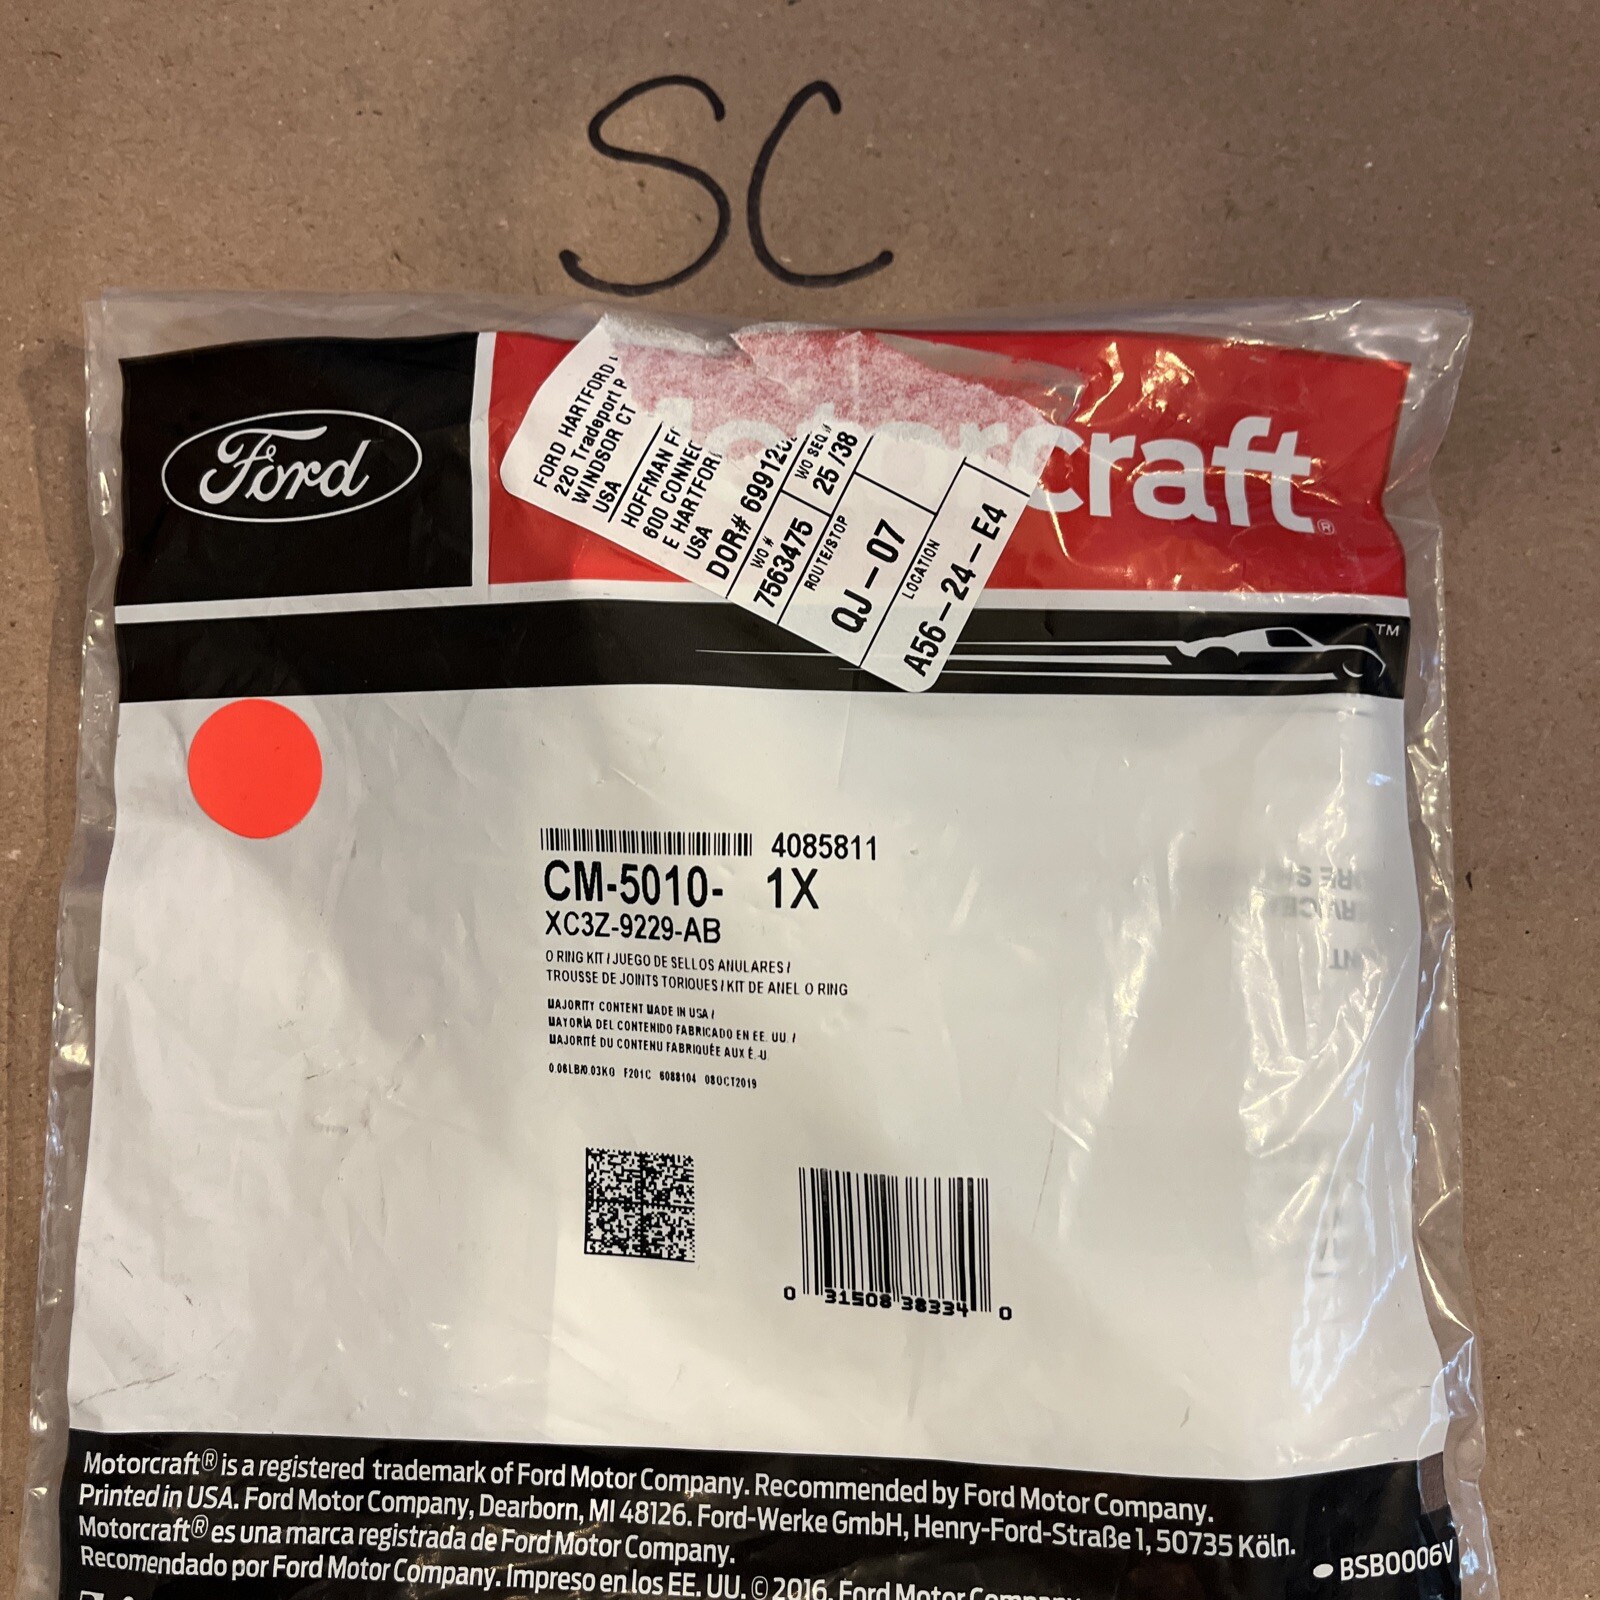 SC
Ford
craft®
™
FORD HARTFORD
220 Tradeport
WINDSOR CT
USA
HOFFMAN
600
E HARTFORD
USA
DOR#
WO #
7563475
WO SEQ #
25 /38
ROUTE/STOP
QJ-07
LOCATION
A56-24-E4
4085811
CM-5010- 1X
XC3Z-9229-AB
O RING KIT / JUEGO DE SELLOS ANULARES /
TROUSSE DE JOINTS TORIQUES / KIT DE ANEL O RING
MAJORITY CONTENT MADE IN USA /
MAYORÍA DEL CONTENIDO FABRICADO EN EE. UU. /
MAJORITÉ DU CONTENU FABRIQUÉE AUX É.-U.
0.06LB/0.03KG F201C 6088104 08OCT2019
0 31508 38334 0
Motorcraft® is a registered trademark of Ford Motor Company. Recommended by Ford Motor Company.
Printed in USA. Ford Motor Company, Dearborn, MI 48126. Ford-Werke GmbH, Henry-Ford-Straße 1, 50735 Köln.
Motorcraft® es una marca registrada de Ford Motor Company.
Recomendado por Ford Motor Company. Impreso en los EE. UU. © 2016, Ford Motor Company
BSB0006V